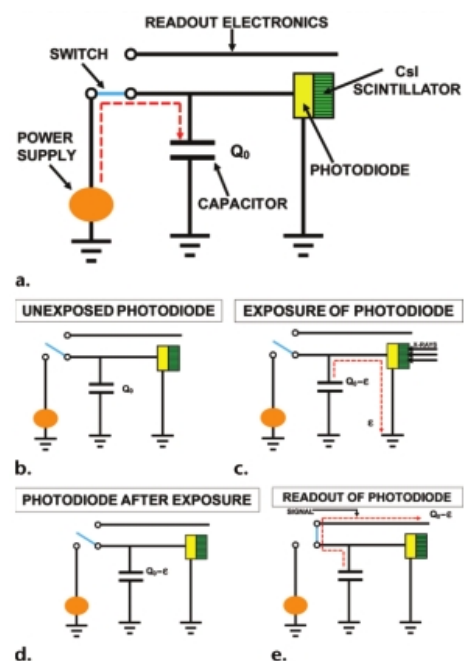 READOUT ELECTRONICS
SWITCH
CsI
SCINTILLATOR
POWER
SUPPLY
Q₀
PHOTODIODE
CAPACITOR
a.
UNEXPOSED PHOTODIODE
Q₀
b.
EXPOSURE OF PHOTODIODE
X-RAYS
Q₀–ε
ε
c.
PHOTODIODE AFTER EXPOSURE
Q₀–ε
d.
READOUT OF PHOTODIODE
SIGNAL
Q₀–ε
e.